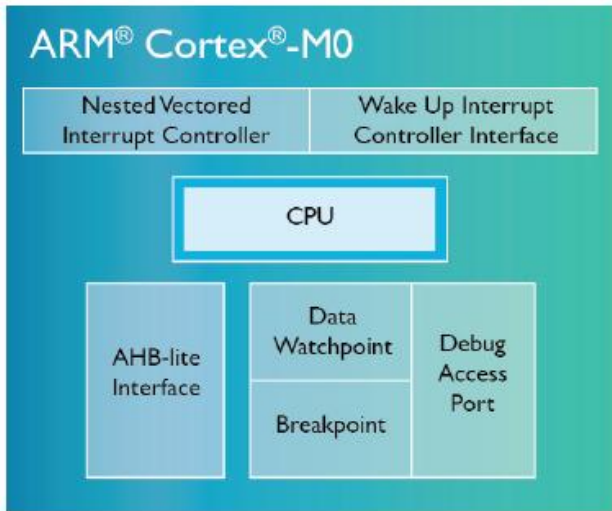 ARM® Cortex®-M0
Nested Vectored
Interrupt Controller
Wake Up Interrupt
Controller Interface
CPU
AHB-lite
Interface
Data
Watchpoint
Breakpoint
Debug
Access
Port